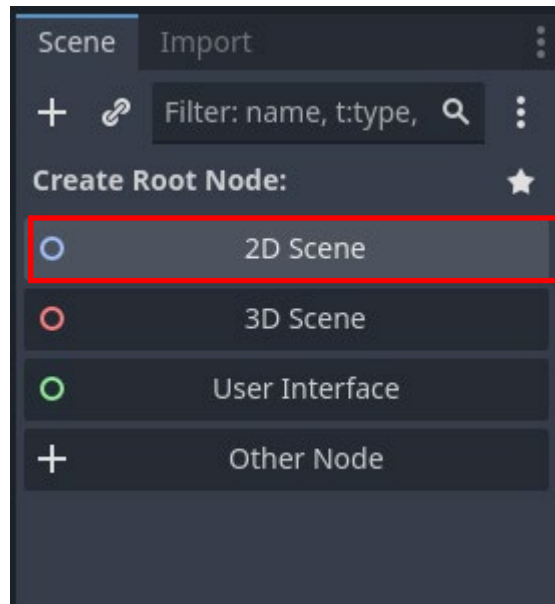 Scene Import
Filter: name, t:type,
Create Root Node:
2D Scene
3D Scene
User Interface
Other Node